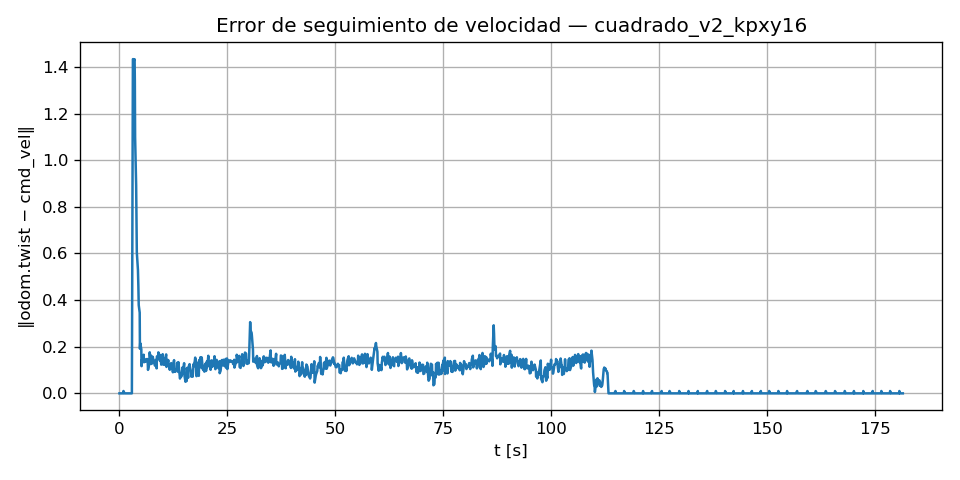 Error de seguimiento de velocidad — cuadrado_v2_kpxy16
‖odom.twist − cmd_vel‖
1.4
1.2
1.0
0.8
0.6
0.4
0.2
0.0
0 25 50 75 100 125 150 175
t [s]